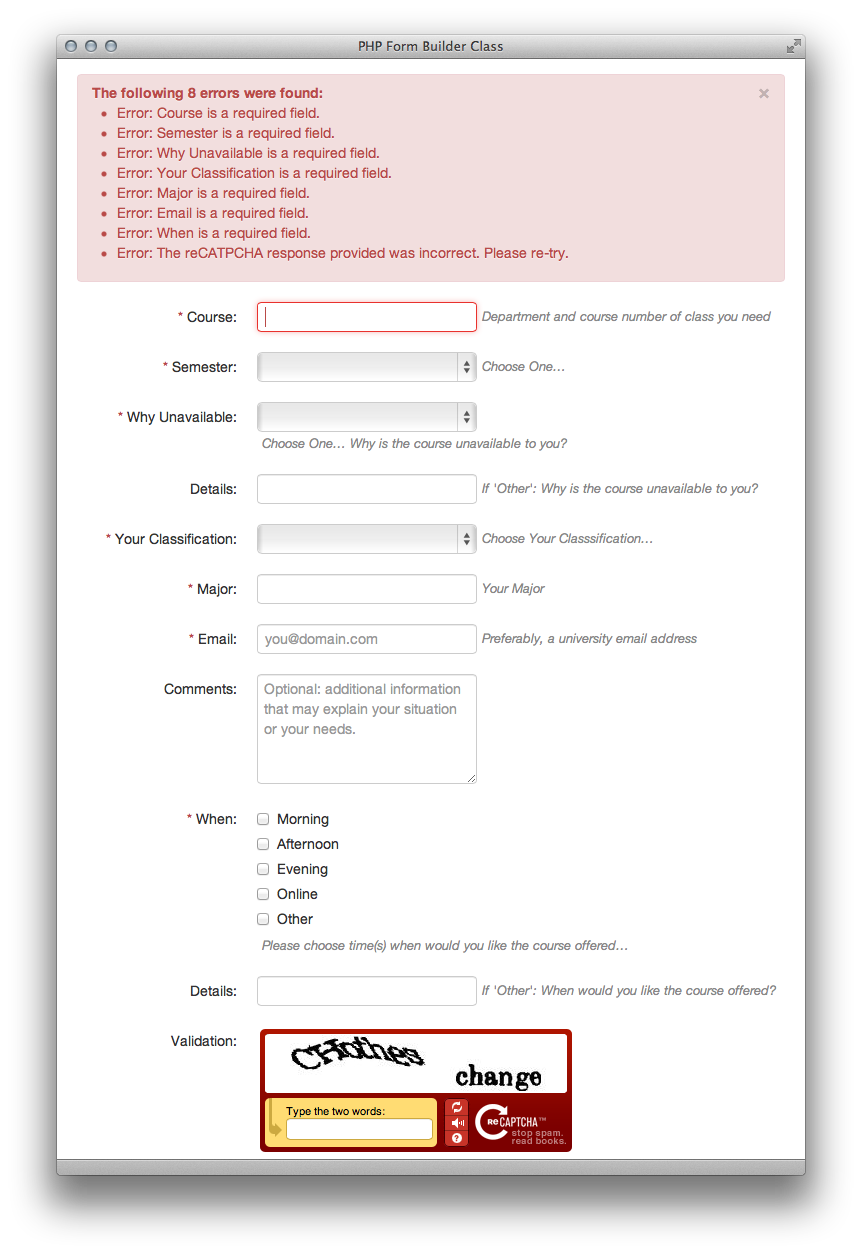 PHP Form Builder Class
The following 8 errors were found:
×
• Error: Course is a required field.
• Error: Semester is a required field.
• Error: Why Unavailable is a required field.
• Error: Your Classification is a required field.
• Error: Major is a required field.
• Error: Email is a required field.
• Error: When is a required field.
• Error: The reCATPCHA response provided was incorrect. Please re-try.
* Course: Department and course number of class you need
* Semester: Choose One…
* Why Unavailable:
Choose One… Why is the course unavailable to you?
Details: If 'Other': Why is the course unavailable to you?
* Your Classification: Choose Your Classsification…
* Major: Your Major
* Email: you@domain.com Preferably, a university email address
Comments: Optional: additional information
that may explain your situation
or your needs.
* When: Morning
Afternoon
Evening
Online
Other
Please choose time(s) when would you like the course offered…
Details: If 'Other': When would you like the course offered?
Validation:
change
Type the two words:
reCAPTCHA™
stop spam.
read books.